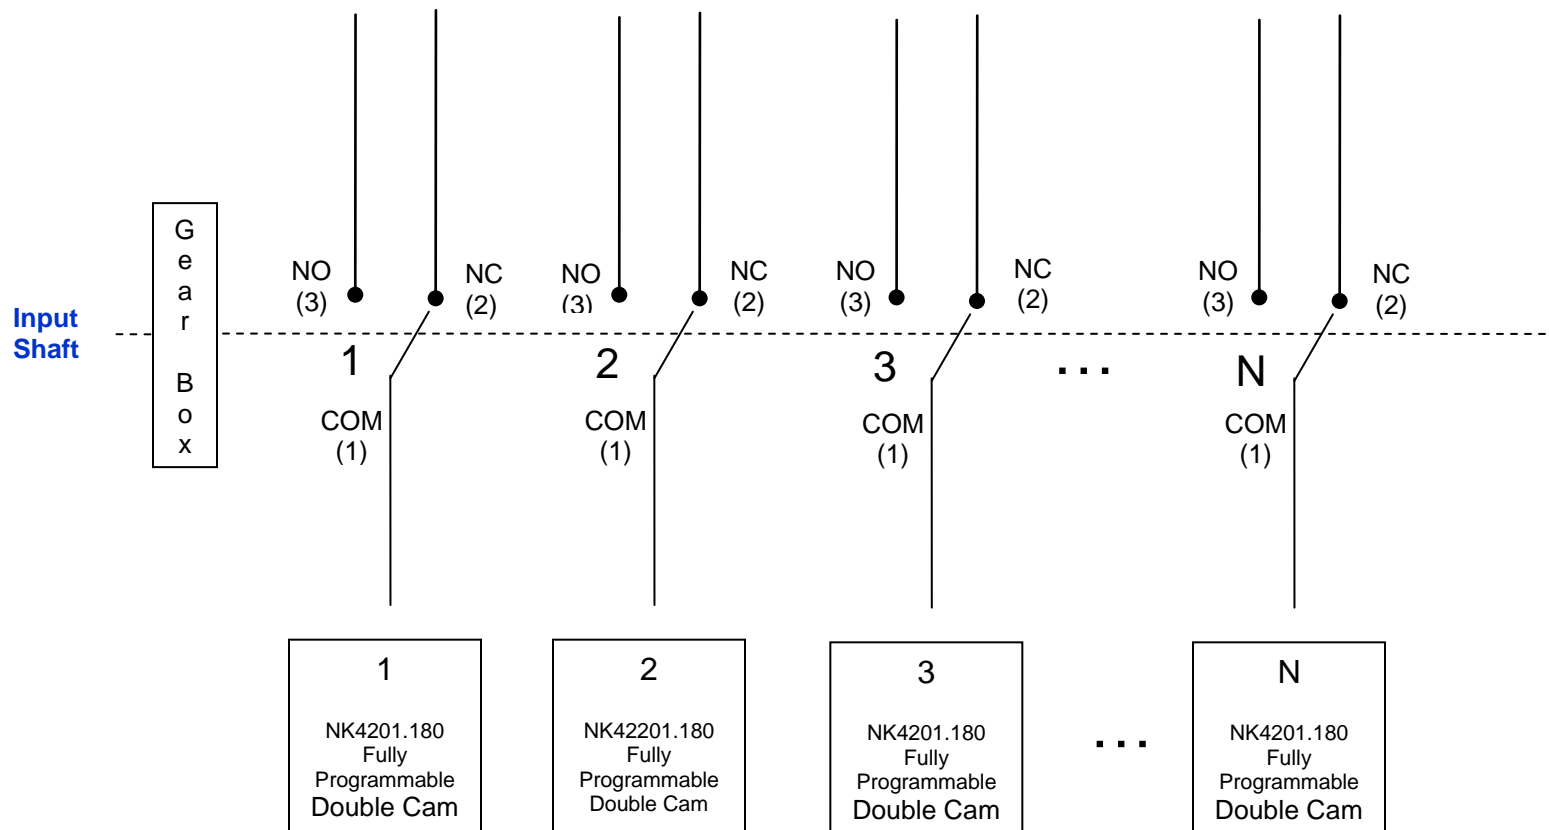 G
e
a
r
B
o
x
Input
Shaft
NO
(3)
NC
(2)
1
COM
(1)
NO
(3)
NC
(2)
2
COM
(1)
NO
(3)
NC
(2)
3
COM
(1)
...
NO
(3)
NC
(2)
N
COM
(1)
1
NK4201.180
Fully
Programmable
Double Cam
2
NK42201.180
Fully
Programmable
Double Cam
3
NK4201.180
Fully
Programmable
Double Cam
...
N
NK4201.180
Fully
Programmable
Double Cam